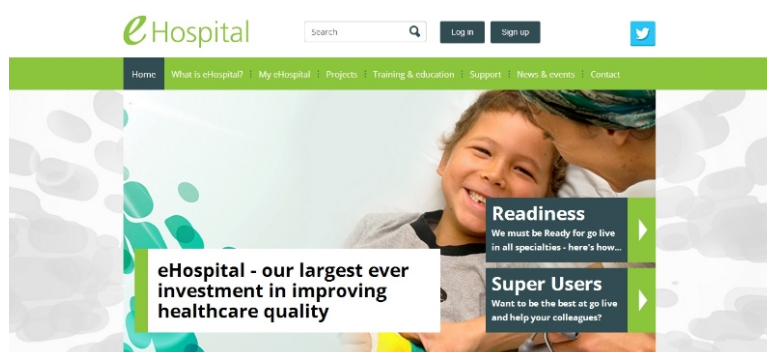 eHospital
Search
Log in
Sign up
Home
What is eHospital?
My eHospital
Projects
Training & education
Support
News & events
Contact
Readiness
We must be Ready for go live
in all specialties - here's how...
Super Users
Want to be the best at go live
and help your colleagues?
eHospital - our largest ever
investment in improving
healthcare quality